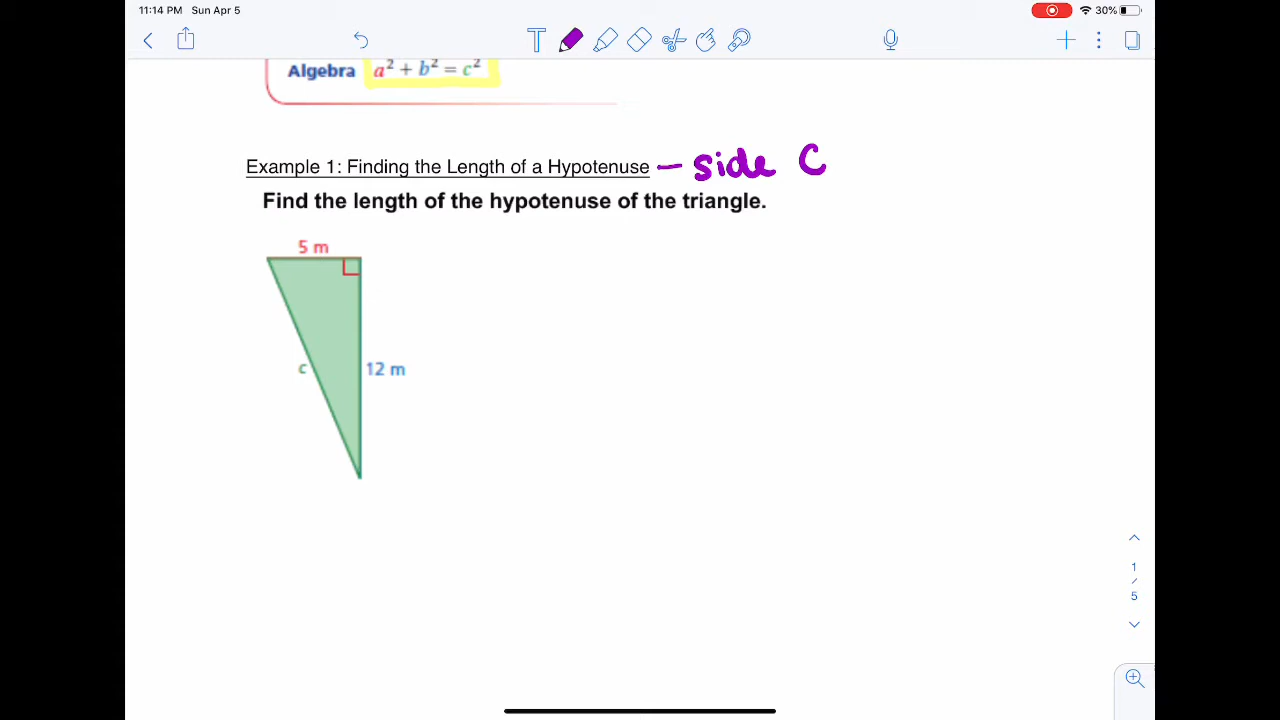 11:14 PM Sun Apr 5 30%
T
Algebra a² + b² = c²
Example 1: Finding the Length of a Hypotenuse — side C
Find the length of the hypotenuse of the triangle.
5 m
c 12 m
1
/
5